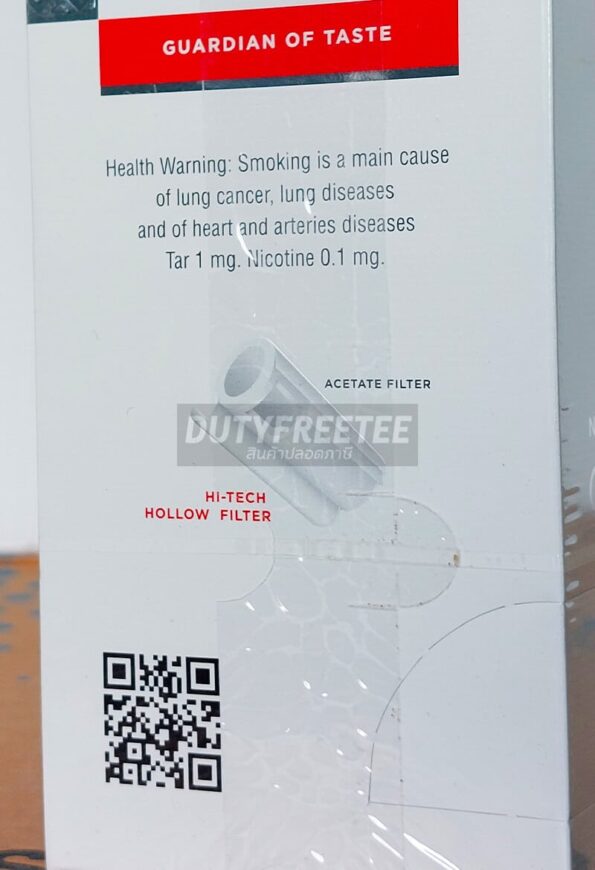 GUARDIAN OF TASTE
Health Warning: Smoking is a main cause
of lung cancer, lung diseases
and of heart and arteries diseases
Tar 1 mg. Nicotine 0.1 mg.
ACETATE FILTER
DUTYFREETEE
สินค้าปลอดภาษี
HI-TECH
HOLLOW FILTER